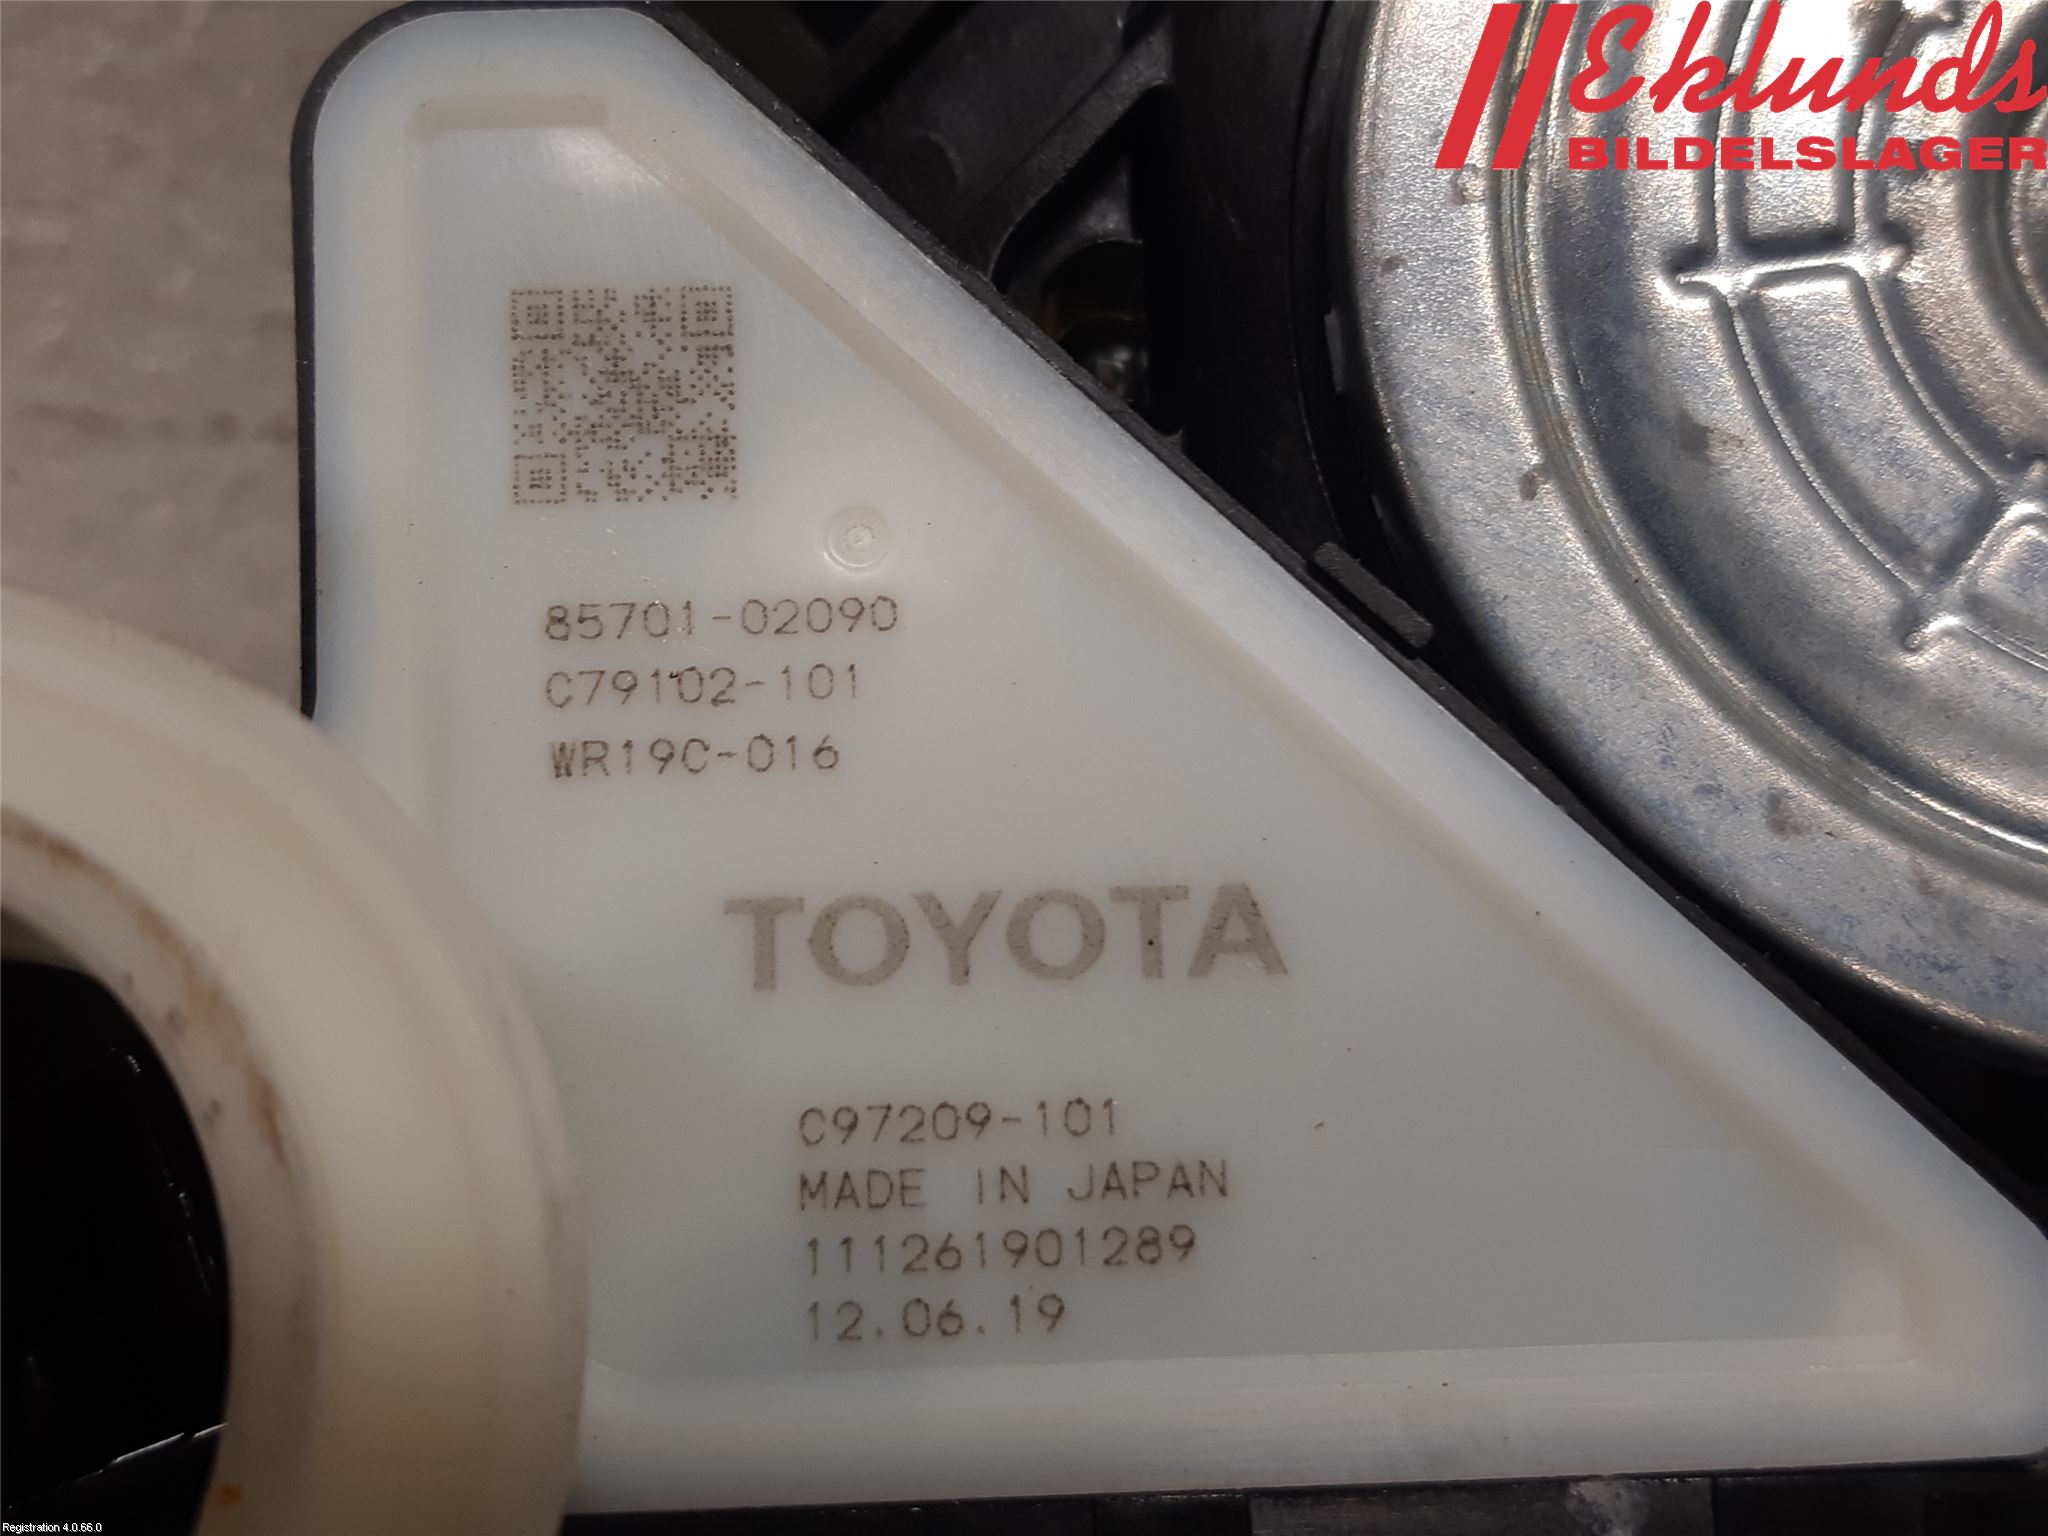 Eklunds
BILDELSLAGER
85701-02090
C79102-101
WR19C-016
TOYOTA
C97209-101
MADE IN JAPAN
111261901289
12.06.19
Registration 4.0.66.0